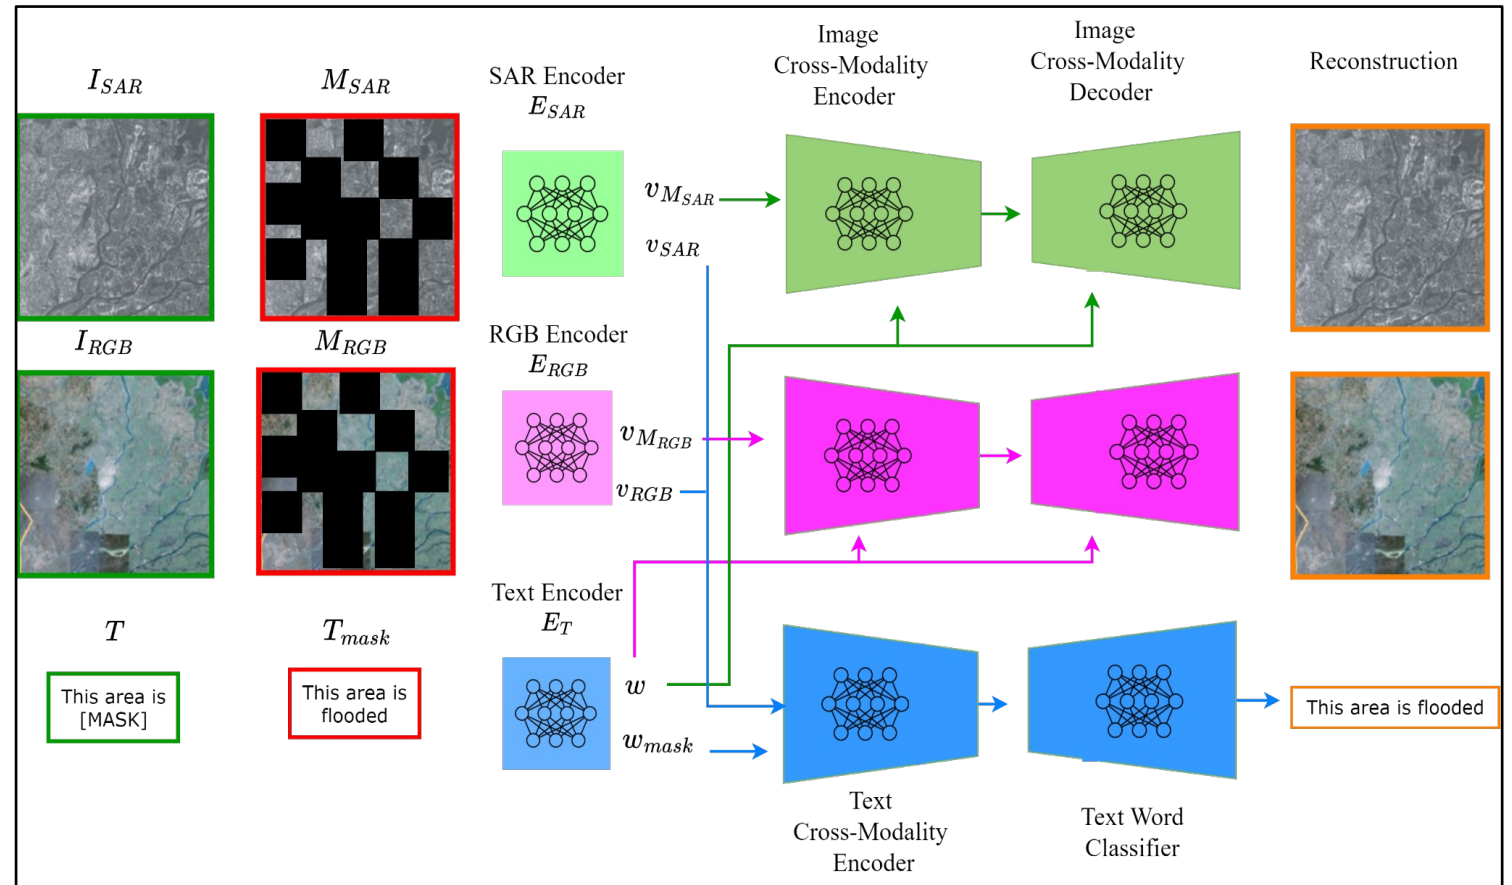 I_SAR
M_SAR
SAR Encoder
E_SAR
Image
Cross-Modality
Encoder
Image
Cross-Modality
Decoder
Reconstruction
v_M_SAR
v_SAR
I_RGB
M_RGB
RGB Encoder
E_RGB
v_M_RGB
v_RGB
T
T_mask
Text Encoder
E_T
This area is
[MASK]
This area is
flooded
w
w_mask
This area is flooded
Text
Cross-Modality
Encoder
Text Word
Classifier